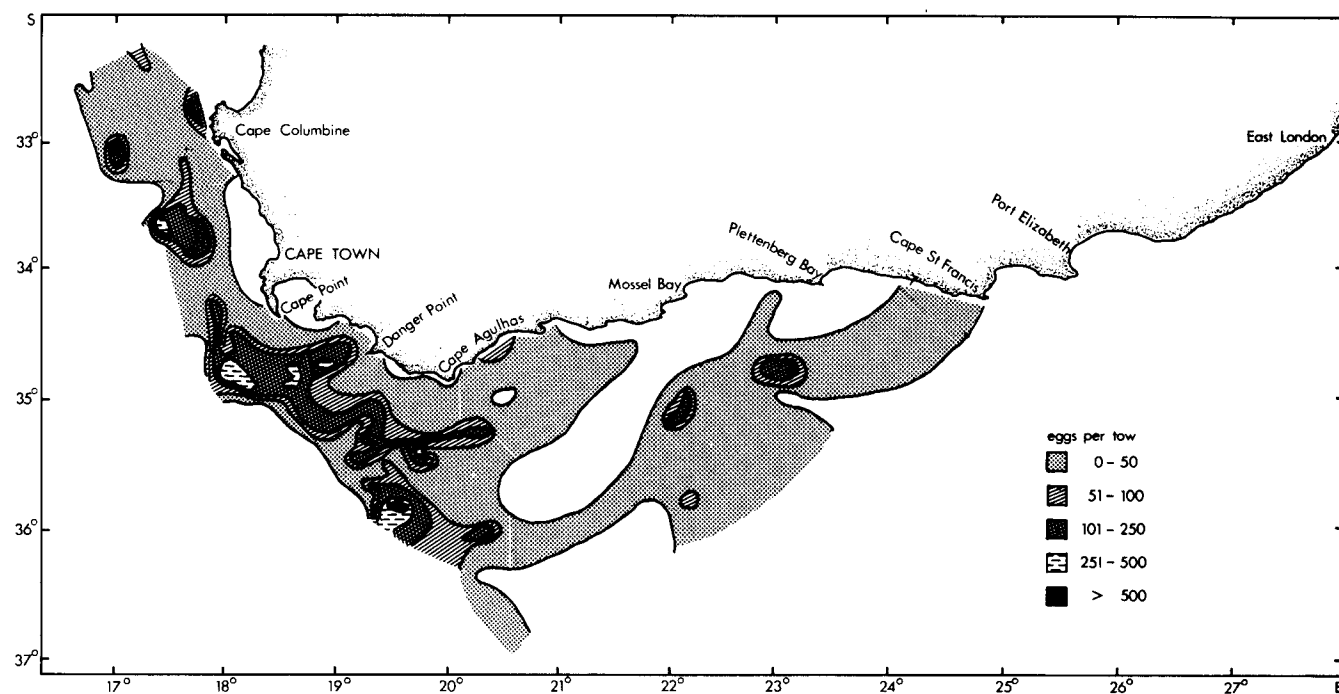 S
33°
34°
35°
36°
37°
17°
18°
19°
20°
21°
22°
23°
24°
25°
26°
27°
E
Cape Columbine
CAPE TOWN
Cape Point
Danger Point
Cape Agulhas
Mossel Bay
Plettenberg Bay
Cape St Francis
Port Elizabeth
East London
eggs per tow
0 – 50
51 – 100
101 – 250
251 – 500
> 500